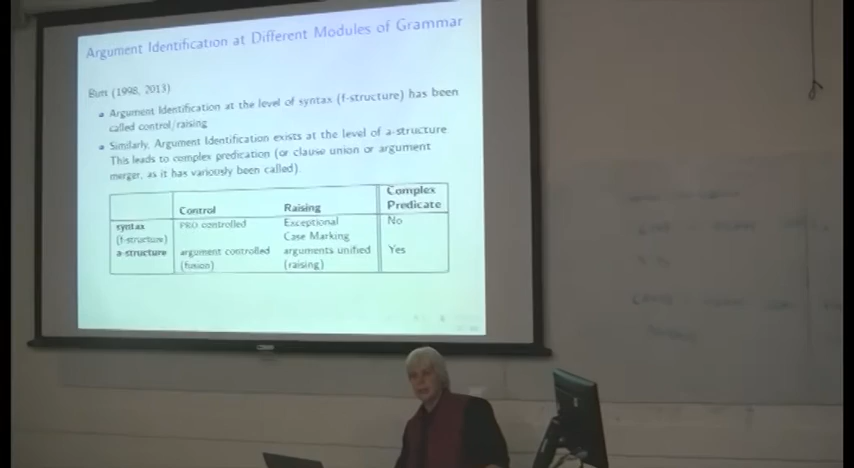 Argument Identification at Different Modules of Grammar
Butt (1998, 2013)
Argument Identification at the level of syntax (f-structure) has been
called control/raising
Similarly, Argument Identification exists at the level of a-structure
This leads to complex predication (or clause union or argument
merger, as it has variously been called)
Control Raising Complex Predicate
syntax (f-structure) PRO controlled Exceptional Case Marking No
a-structure argument controlled (fusion) arguments unified (raising) Yes